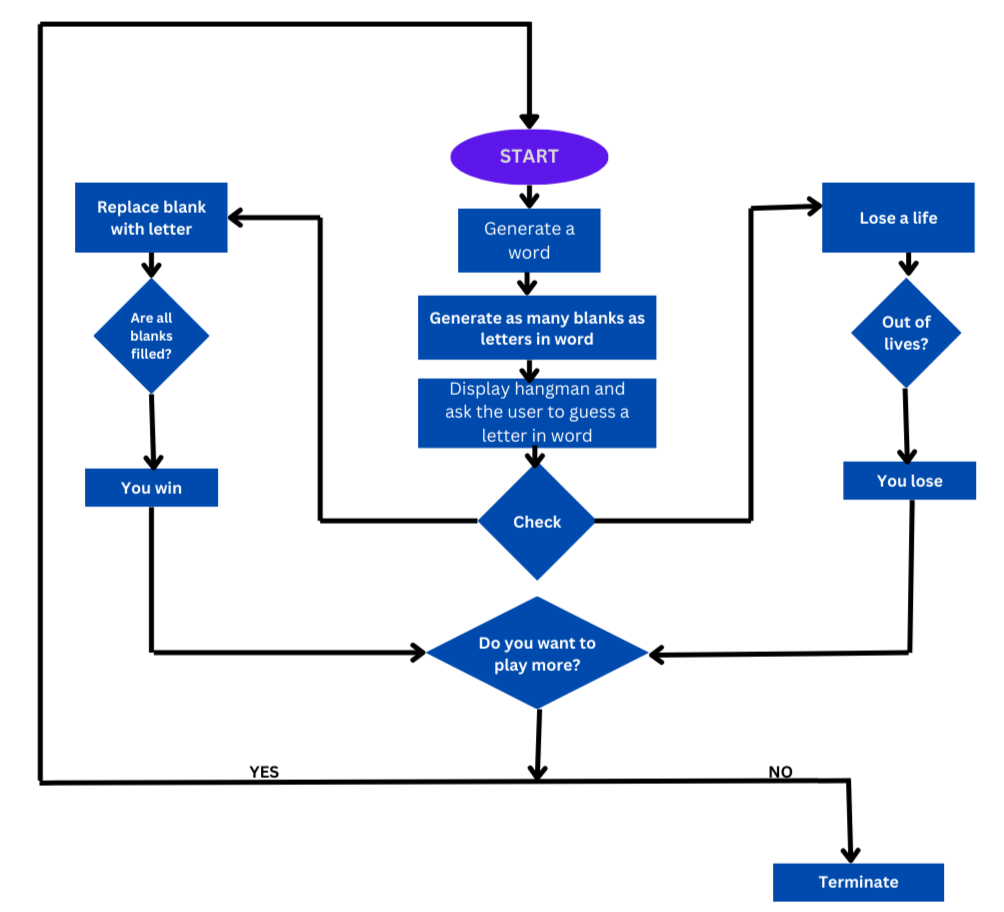 START
Generate a
word
Generate as many blanks as
letters in word
Display hangman and
ask the user to guess a
letter in word
Check
Replace blank
with letter
Are all
blanks
filled?
You win
Lose a life
Out of
lives?
You lose
Do you want to
play more?
YES
NO
Terminate